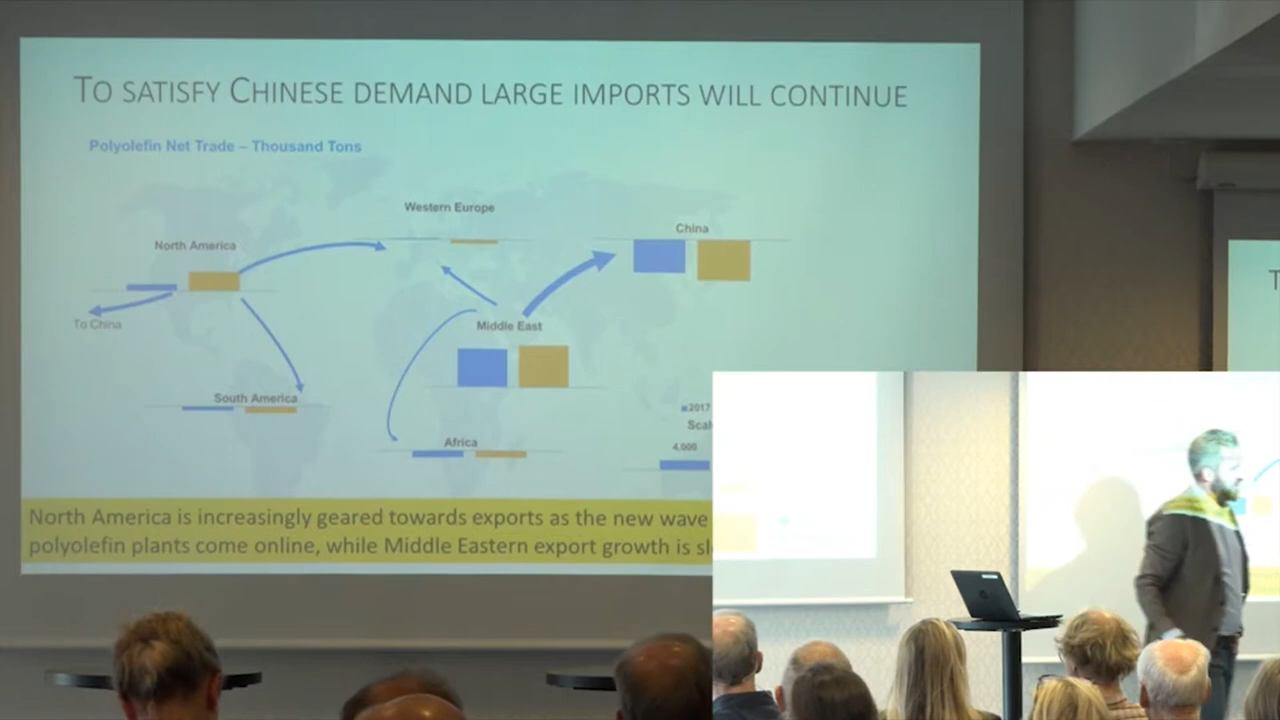 TO SATISFY CHINESE DEMAND LARGE IMPORTS WILL CONTINUE
Polyolefin Net Trade – Thousand Tons
Western Europe
China
North America
To China
Middle East
South America
2017
4,000
Africa
North America is increasingly geared towards exports as the new wave
polyolefin plants come online, while Middle Eastern export growth is
T